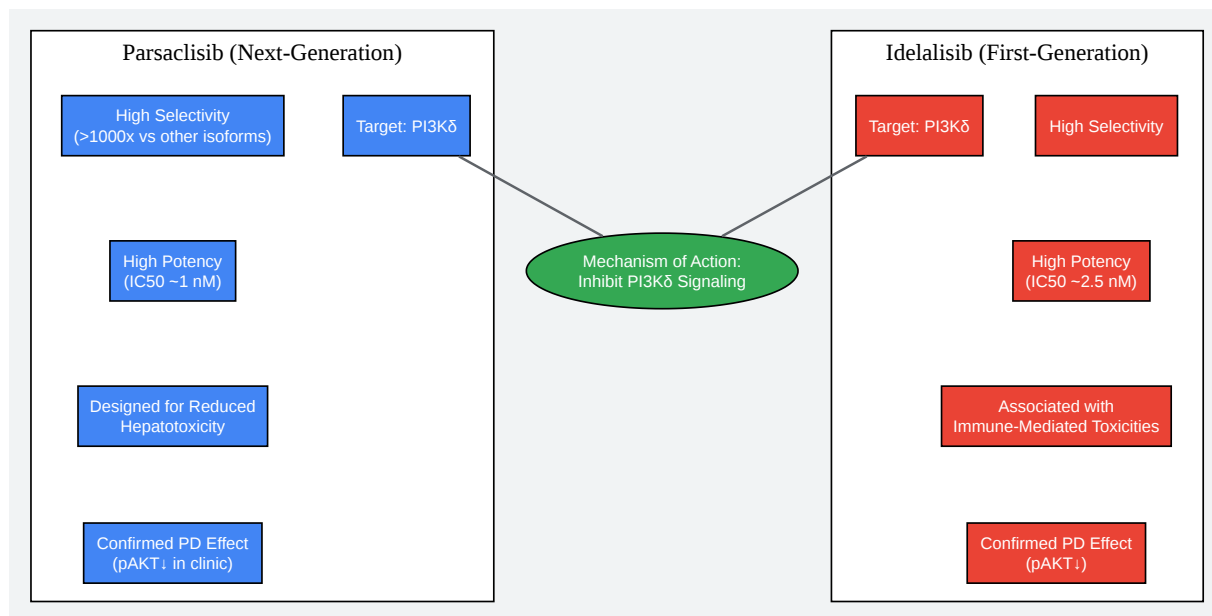 Parsaclisib (Next-Generation)
High Selectivity
(>1000x vs other isoforms)
Target: PI3Kδ
High Potency
(IC50 ~1 nM)
Designed for Reduced
Hepatotoxicity
Confirmed PD Effect
(pAKT↓ in clinic)
Mechanism of Action:
Inhibit PI3Kδ Signaling
Idelalisib (First-Generation)
Target: PI3Kδ
High Selectivity
High Potency
(IC50 ~2.5 nM)
Associated with
Immune-Mediated Toxicities
Confirmed PD Effect
(pAKT↓)